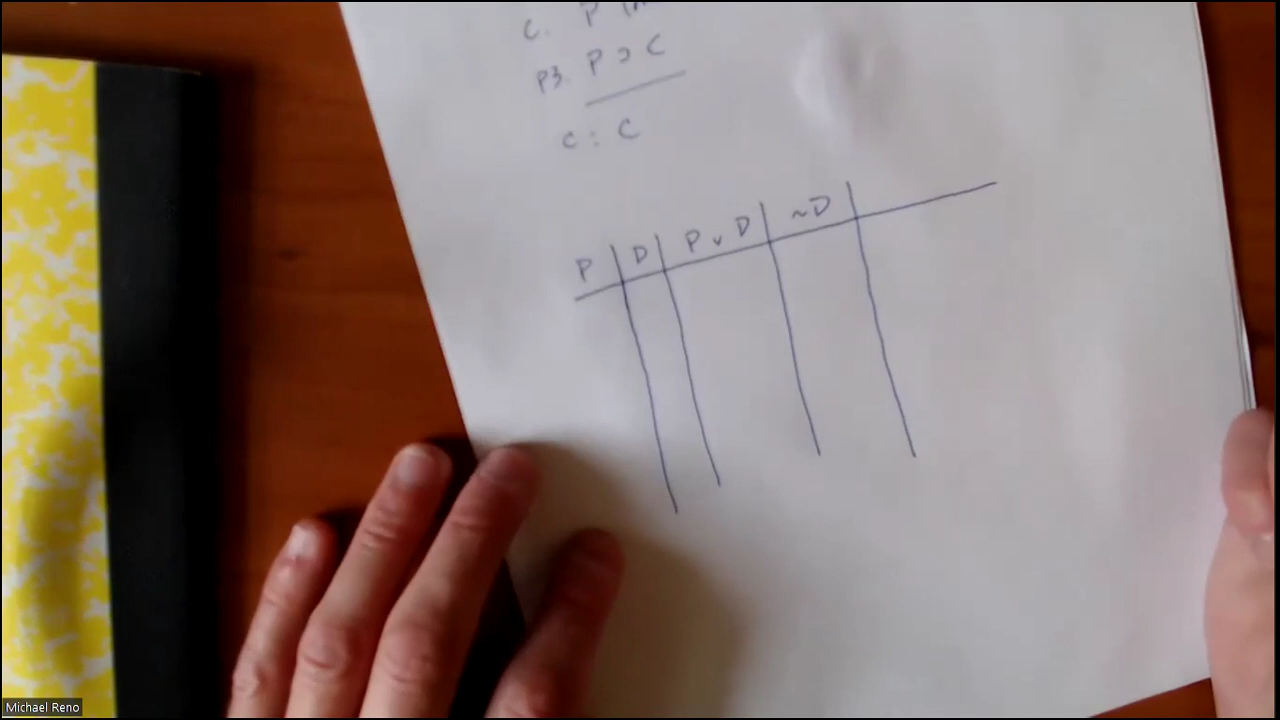 C. P
P3. P ⊃ C
C: C
P D P v D ~D
Michael Reno